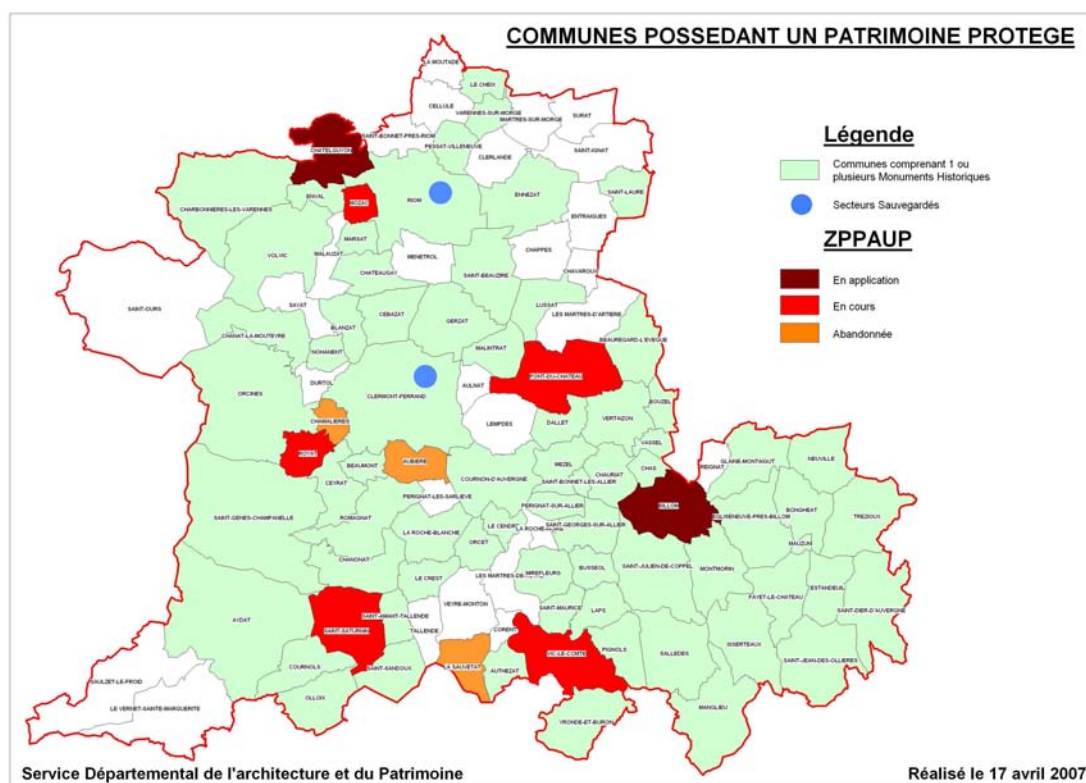 COMMUNES POSSEDANT UN PATRIMOINE PROTEGE
LA MOUTADE
LE CHEIX
CELLULE
VARENNES-SUR-MORGE
MARTRES-SUR-MORGE
SURAT
SAINT-BONNET-PRES-RIOM
PESSAT-VILLENEUVE
CLERLANDE
SAINT-IGNAT
CHATELGUYON
ENVAL
MOZAC
RIOM
ENNEZAT
SAINT-LAURE
CHARBONNIERES-LES-VARENNES
ENTRAIGUES
MARSAT
VOLVIC
MALAUZAT
MENETROL
CHAPPES
CHATEAUGAY
SAINT-BEAUZIRE
CHAVAROUX
SAINT-OURS
SAYAT
LUSSAT
LES MARTRES-D'ARTIERE
CEBAZAT
GERZAT
BLANZAT
CHANAT-LA-MOUTEYRE
BEAUREGARD-L'EVEQUE
NOHANENT
MALINTRAT
PONT-DU-CHATEAU
DURTOL
AULNAT
ORCINES
CLERMONT-FERRAND
BOUZEL
CHAMALIERES
LEMPDES
DALLET
VERTAIZON
VASSEL
ROYAT
AUBIERE
BEAUMONT
MEZEL
CHAURIAT
CHAS
REIGNAT
GLAINE-MONTAIGUT
NEUVILLE
CEYRAT
COURNON-D'AUVERGNE
SAINT-BONNET-LES-ALLIER
PERIGNAT-LES-SARLIEVE
PERIGNAT-SUR-ALLIER
BILLOM
BONGHEAT
TREZIOUX
SAINT-GENES-CHAMPANELLE
ROMAGNAT
LE CENDRE
SAINT-GEORGES-SUR-ALLIER
LA ROCHE-BLANCHE
ORCET
MAUZUN
CHANONAT
SAINT-JULIEN-DE-COPPEL
MONTMORIN
BUSSEOL
MIREFLEURS
LE CREST
FAYET-LE-CHATEAU
ESTANDEUIL
VEYRE-MONTON
SAINT-MAURICE
LAPS
SAINT-DIER-D'AUVERGNE
SAINT-AMANT-TALLENDE
AYDAT
SAINT-SATURNIN
TALLENDE
CORENT
ISSERTEAUX
PIGNOLS
SALLEDES
VIC-LE-COMTE
SAINT-JEAN-DES-OLLIERES
COURNOLS
SAINT-SANDOUX
LA SAUVETAT
AUTHEZAT
SAULZET-LE-FROID
OLLOIX
LE VERNET-SAINTE-MARGUERITE
MANGLIEU
YRONDE-ET-BURON
Légende
Communes comprenant 1 ou
plusieurs Monuments Historiques
Secteurs Sauvegardés
ZPPAUP
En application
En cours
Abandonnée
Service Départemental de l'architecture et du Patrimoine
Réalisé le 17 avril 2007